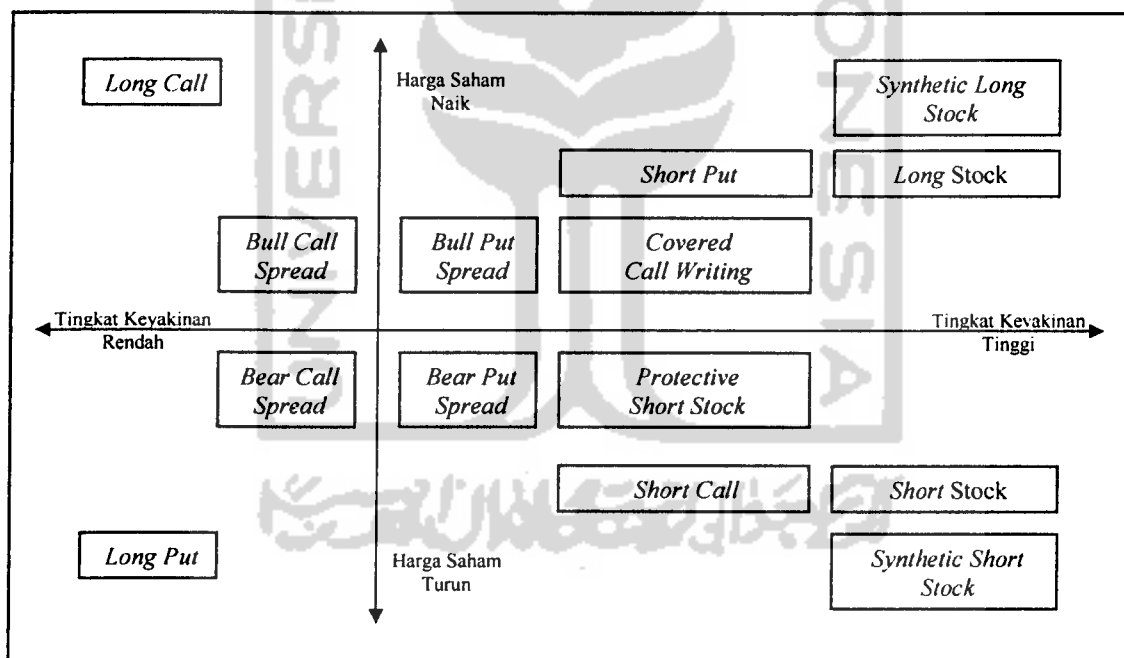 Long Call
Harga Saham
Naik
Synthetic Long
Stock
Short Put
Long Stock
Bull Call
Spread
Bull Put
Spread
Covered
Call Writing
Tingkat Keyakinan
Rendah
Tingkat Keyakinan
Tinggi
Bear Call
Spread
Bear Put
Spread
Protective
Short Stock
Short Call
Short Stock
Long Put
Harga Saham
Turun
Synthetic Short
Stock